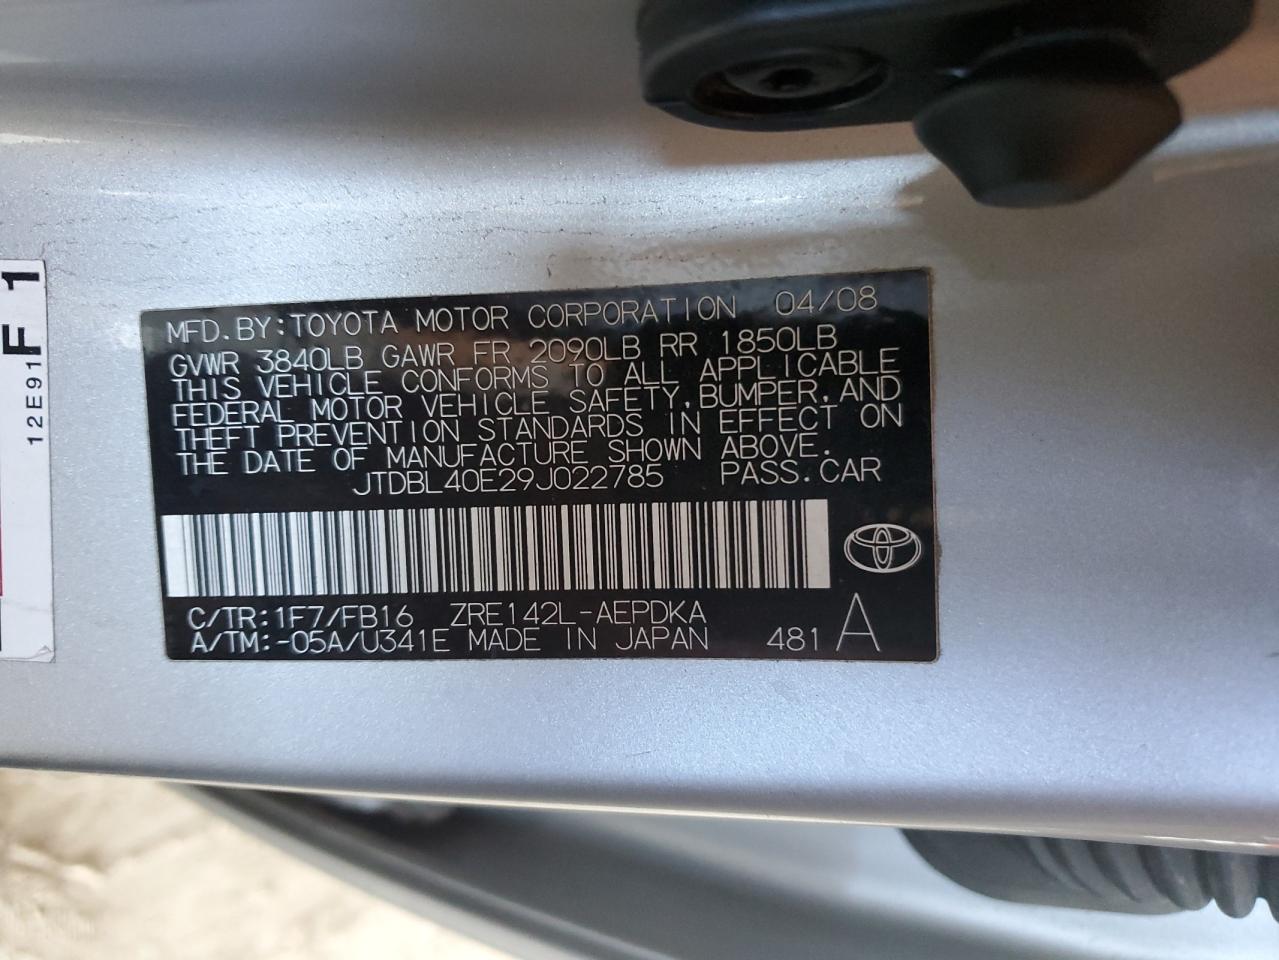 MFD.BY:TOYOTA MOTOR CORPORATION 04/08
GVWR 3840LB GAWR FR 2090LB RR 1850LB
THIS VEHICLE CONFORMS TO ALL APPLICABLE
FEDERAL MOTOR VEHICLE SAFETY,BUMPER,AND
THEFT PREVENTION STANDARDS IN EFFECT ON
THE DATE OF MANUFACTURE SHOWN ABOVE.
JTDBL40E29J022785 PASS.CAR
C/TR:1F7/FB16 ZRE142L-AEPDKA
A/TM:-05A/U341E MADE IN JAPAN 481 A
F 1
12E91